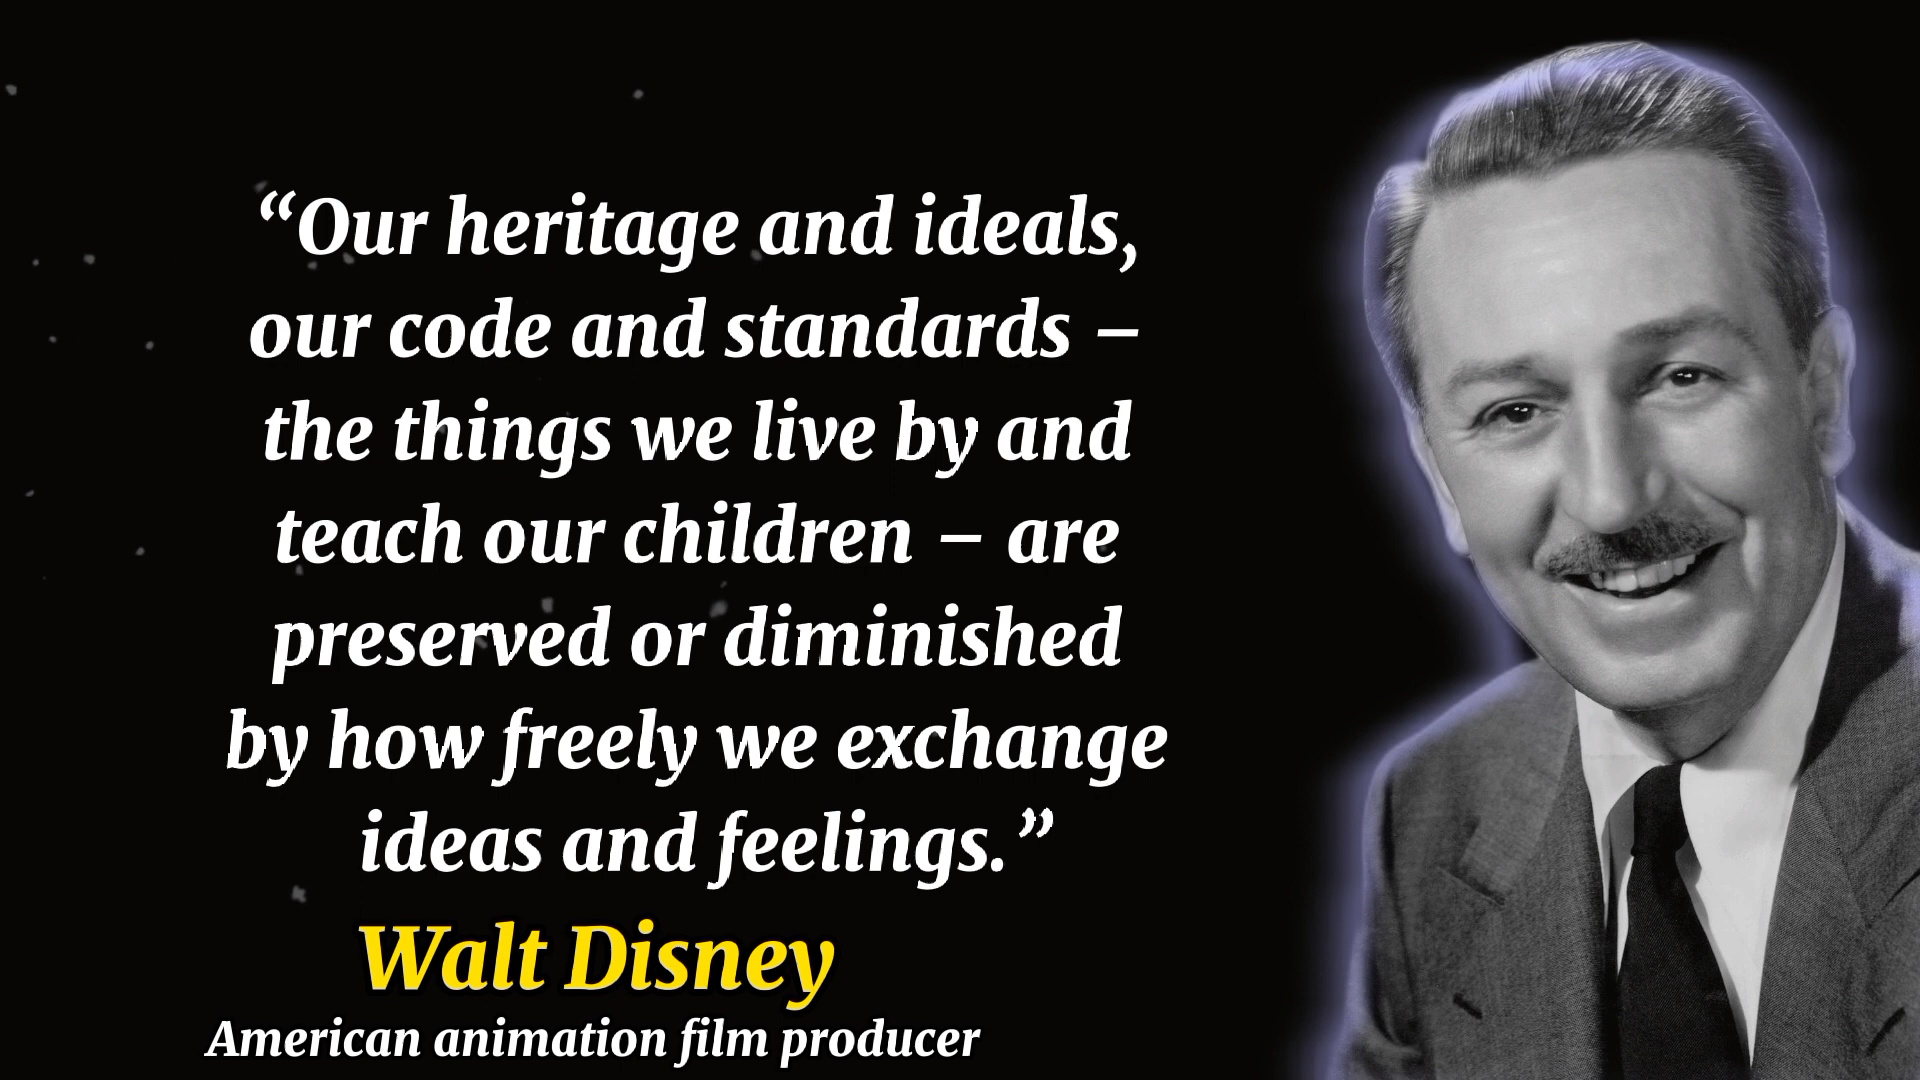 “Our heritage and ideals,
our code and standards –
the things we live by and
teach our children – are
preserved or diminished
by how freely we exchange
ideas and feelings.”
Walt Disney
American animation film producer